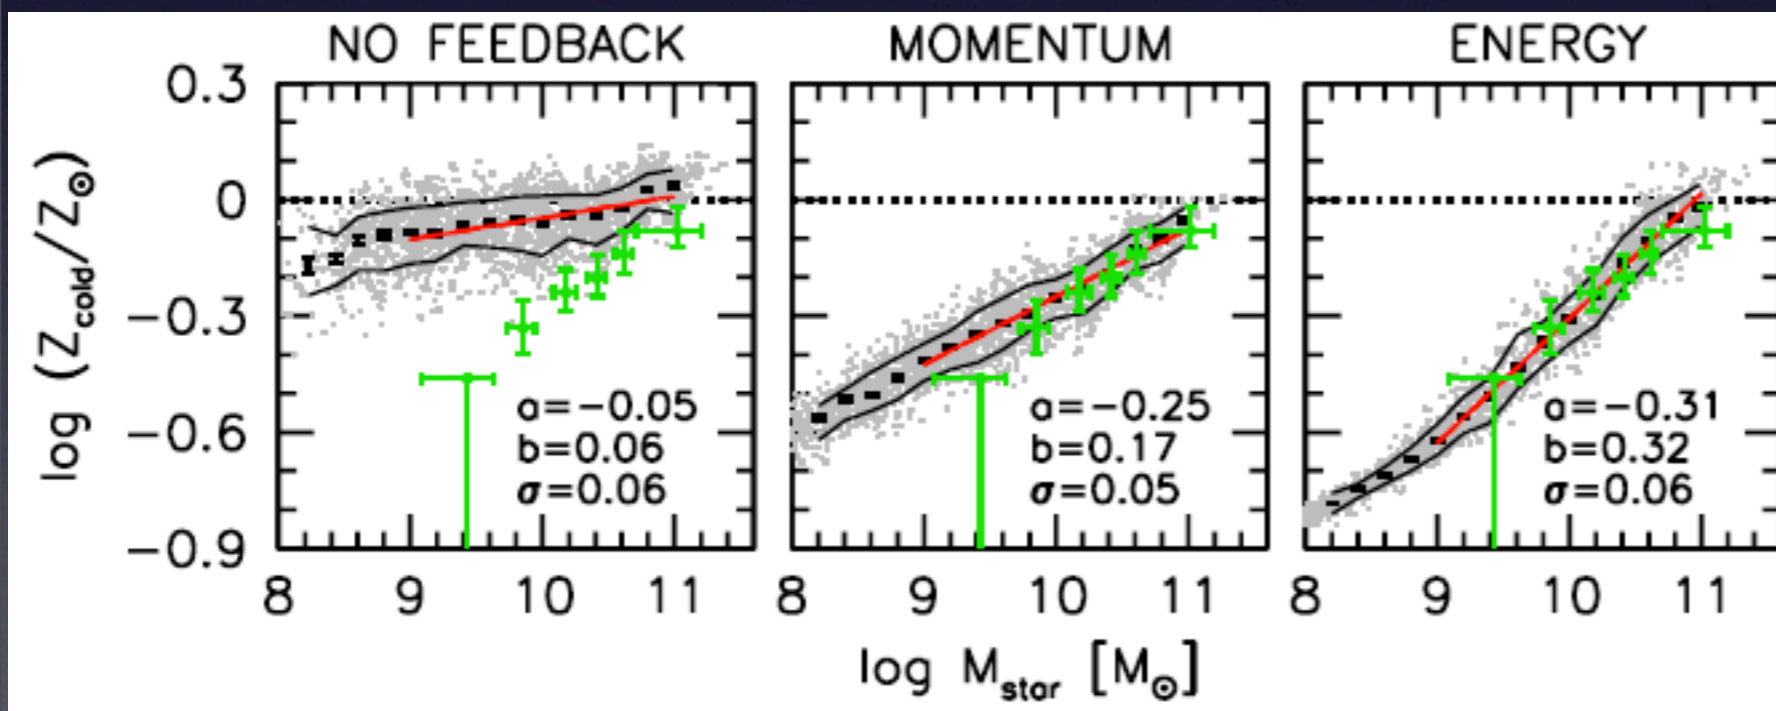 NO FEEDBACK MOMENTUM ENERGY
0.3
0
−0.3
−0.6
−0.9
log (Z_cold/Z_⊙)
a=−0.05 a=−0.25 a=−0.31
b=0.06 b=0.17 b=0.32
σ=0.06 σ=0.05 σ=0.06
8 9 10 11 8 9 10 11 8 9 10 11
log M_star [M_⊙]